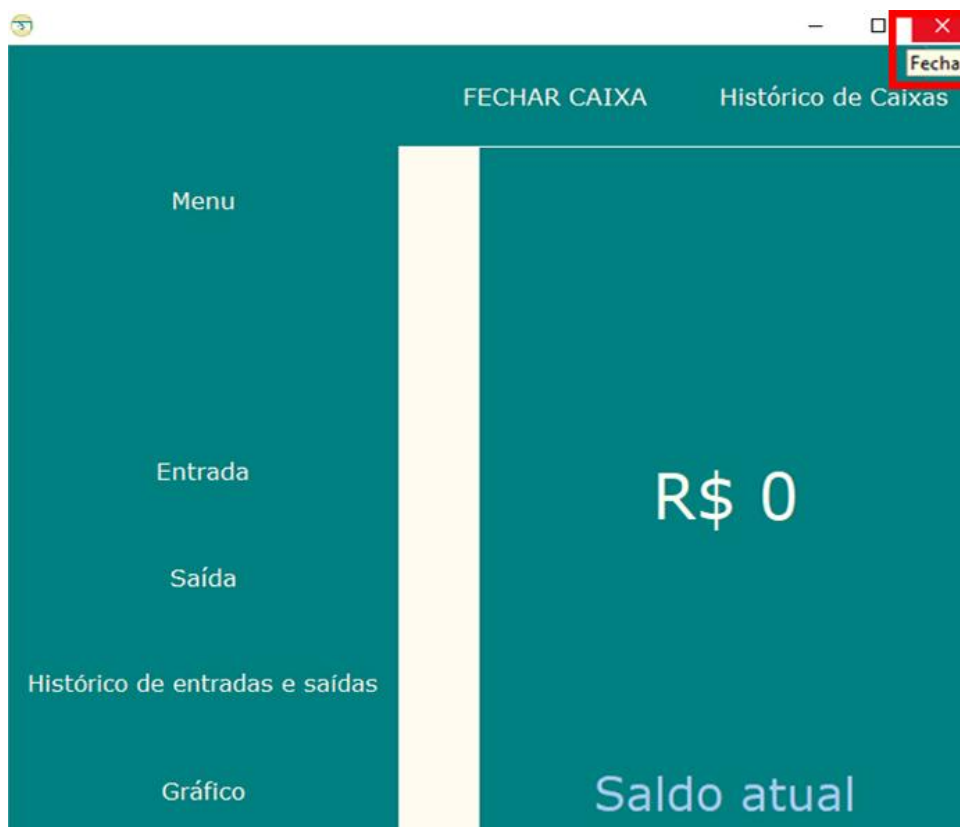 Fecha
FECHAR CAIXA Histórico de Caixas
Menu
Entrada
R$ 0
Saída
Histórico de entradas e saídas
Gráfico
Saldo atual